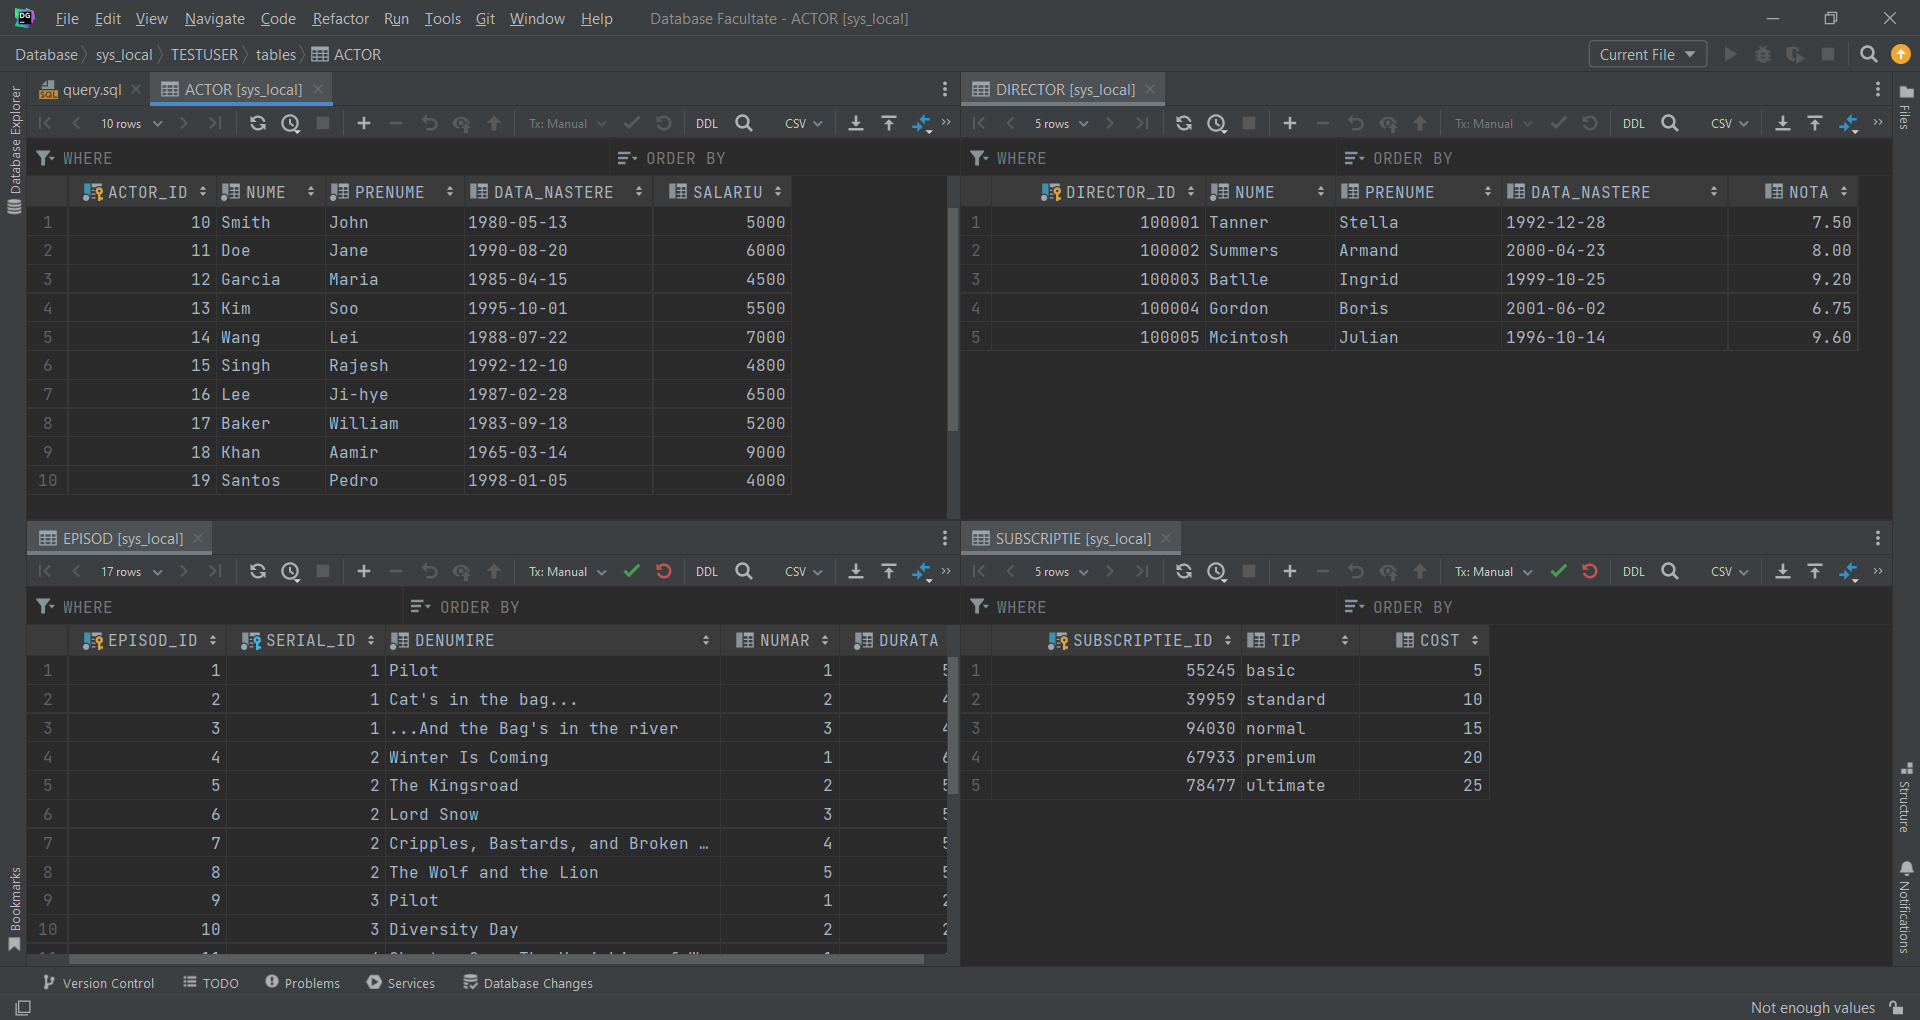 DG File Edit View Navigate Code Refactor Run Tools Git Window Help Database Facultate - ACTOR [sys_local]
Database sys_local TESTUSER tables ACTOR Current File
Database Explorer
Bookmarks
query.sql ACTOR [sys_local]
10 rows Tx: Manual DDL CSV
WHERE ORDER BY
ACTOR_ID NUME PRENUME DATA_NASTERE SALARIU
1 10 Smith John 1980-05-13 5000
2 11 Doe Jane 1990-08-20 6000
3 12 Garcia Maria 1985-04-15 4500
4 13 Kim Soo 1995-10-01 5500
5 14 Wang Lei 1988-07-22 7000
6 15 Singh Rajesh 1992-12-10 4800
7 16 Lee Ji-hye 1987-02-28 6500
8 17 Baker William 1983-09-18 5200
9 18 Khan Aamir 1965-03-14 9000
10 19 Santos Pedro 1998-01-05 4000
DIRECTOR [sys_local]
5 rows Tx: Manual DDL CSV
WHERE ORDER BY
DIRECTOR_ID NUME PRENUME DATA_NASTERE NOTA
1 100001 Tanner Stella 1992-12-28 7.50
2 100002 Summers Armand 2000-04-23 8.00
3 100003 Batlle Ingrid 1999-10-25 9.20
4 100004 Gordon Boris 2001-06-02 6.75
5 100005 Mcintosh Julian 1996-10-14 9.60
EPISOD [sys_local]
17 rows Tx: Manual DDL CSV
WHERE ORDER BY
EPISOD_ID SERIAL_ID DENUMIRE NUMAR DURATA
1 1 1 Pilot 1
2 2 1 Cat's in the bag... 2
3 3 1 ...And the Bag's in the river 3
4 4 2 Winter Is Coming 1
5 5 2 The Kingsroad 2
6 6 2 Lord Snow 3
7 7 2 Cripples, Bastards, and Broken … 4
8 8 2 The Wolf and the Lion 5
9 9 3 Pilot 1
10 10 3 Diversity Day 2
SUBSCRIPTIE [sys_local]
5 rows Tx: Manual DDL CSV
WHERE ORDER BY
SUBSCRIPTIE_ID TIP COST
1 55245 basic 5
2 39959 standard 10
3 94030 normal 15
4 67933 premium 20
5 78477 ultimate 25
Files
Structure
Notifications
Version Control TODO Problems Services Database Changes
Not enough values